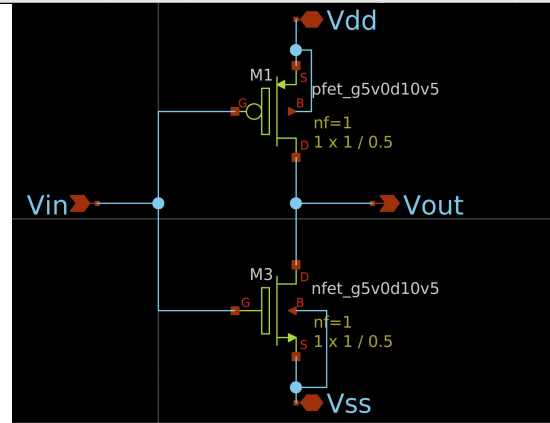 Vdd
M1
S
pfet_g5v0d10v5
G
B
nf=1
1 x 1 / 0.5
D
Vin
Vout
D
M3
nfet_g5v0d10v5
G
B
nf=1
S
1 x 1 / 0.5
Vss